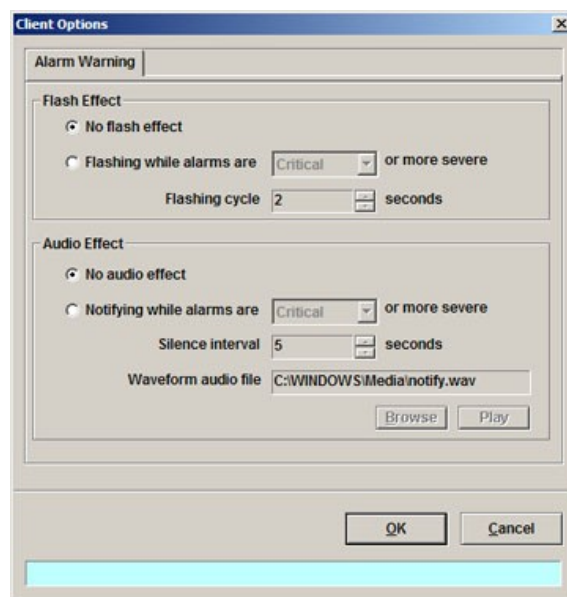 Client Options
Alarm Warning
Flash Effect
No flash effect
Flashing while alarms are Critical or more severe
Flashing cycle 2 seconds
Audio Effect
No audio effect
Notifying while alarms are Critical or more severe
Silence interval 5 seconds
Waveform audio file C:\WINDOWS\Media\notify.wav
Browse Play
OK Cancel